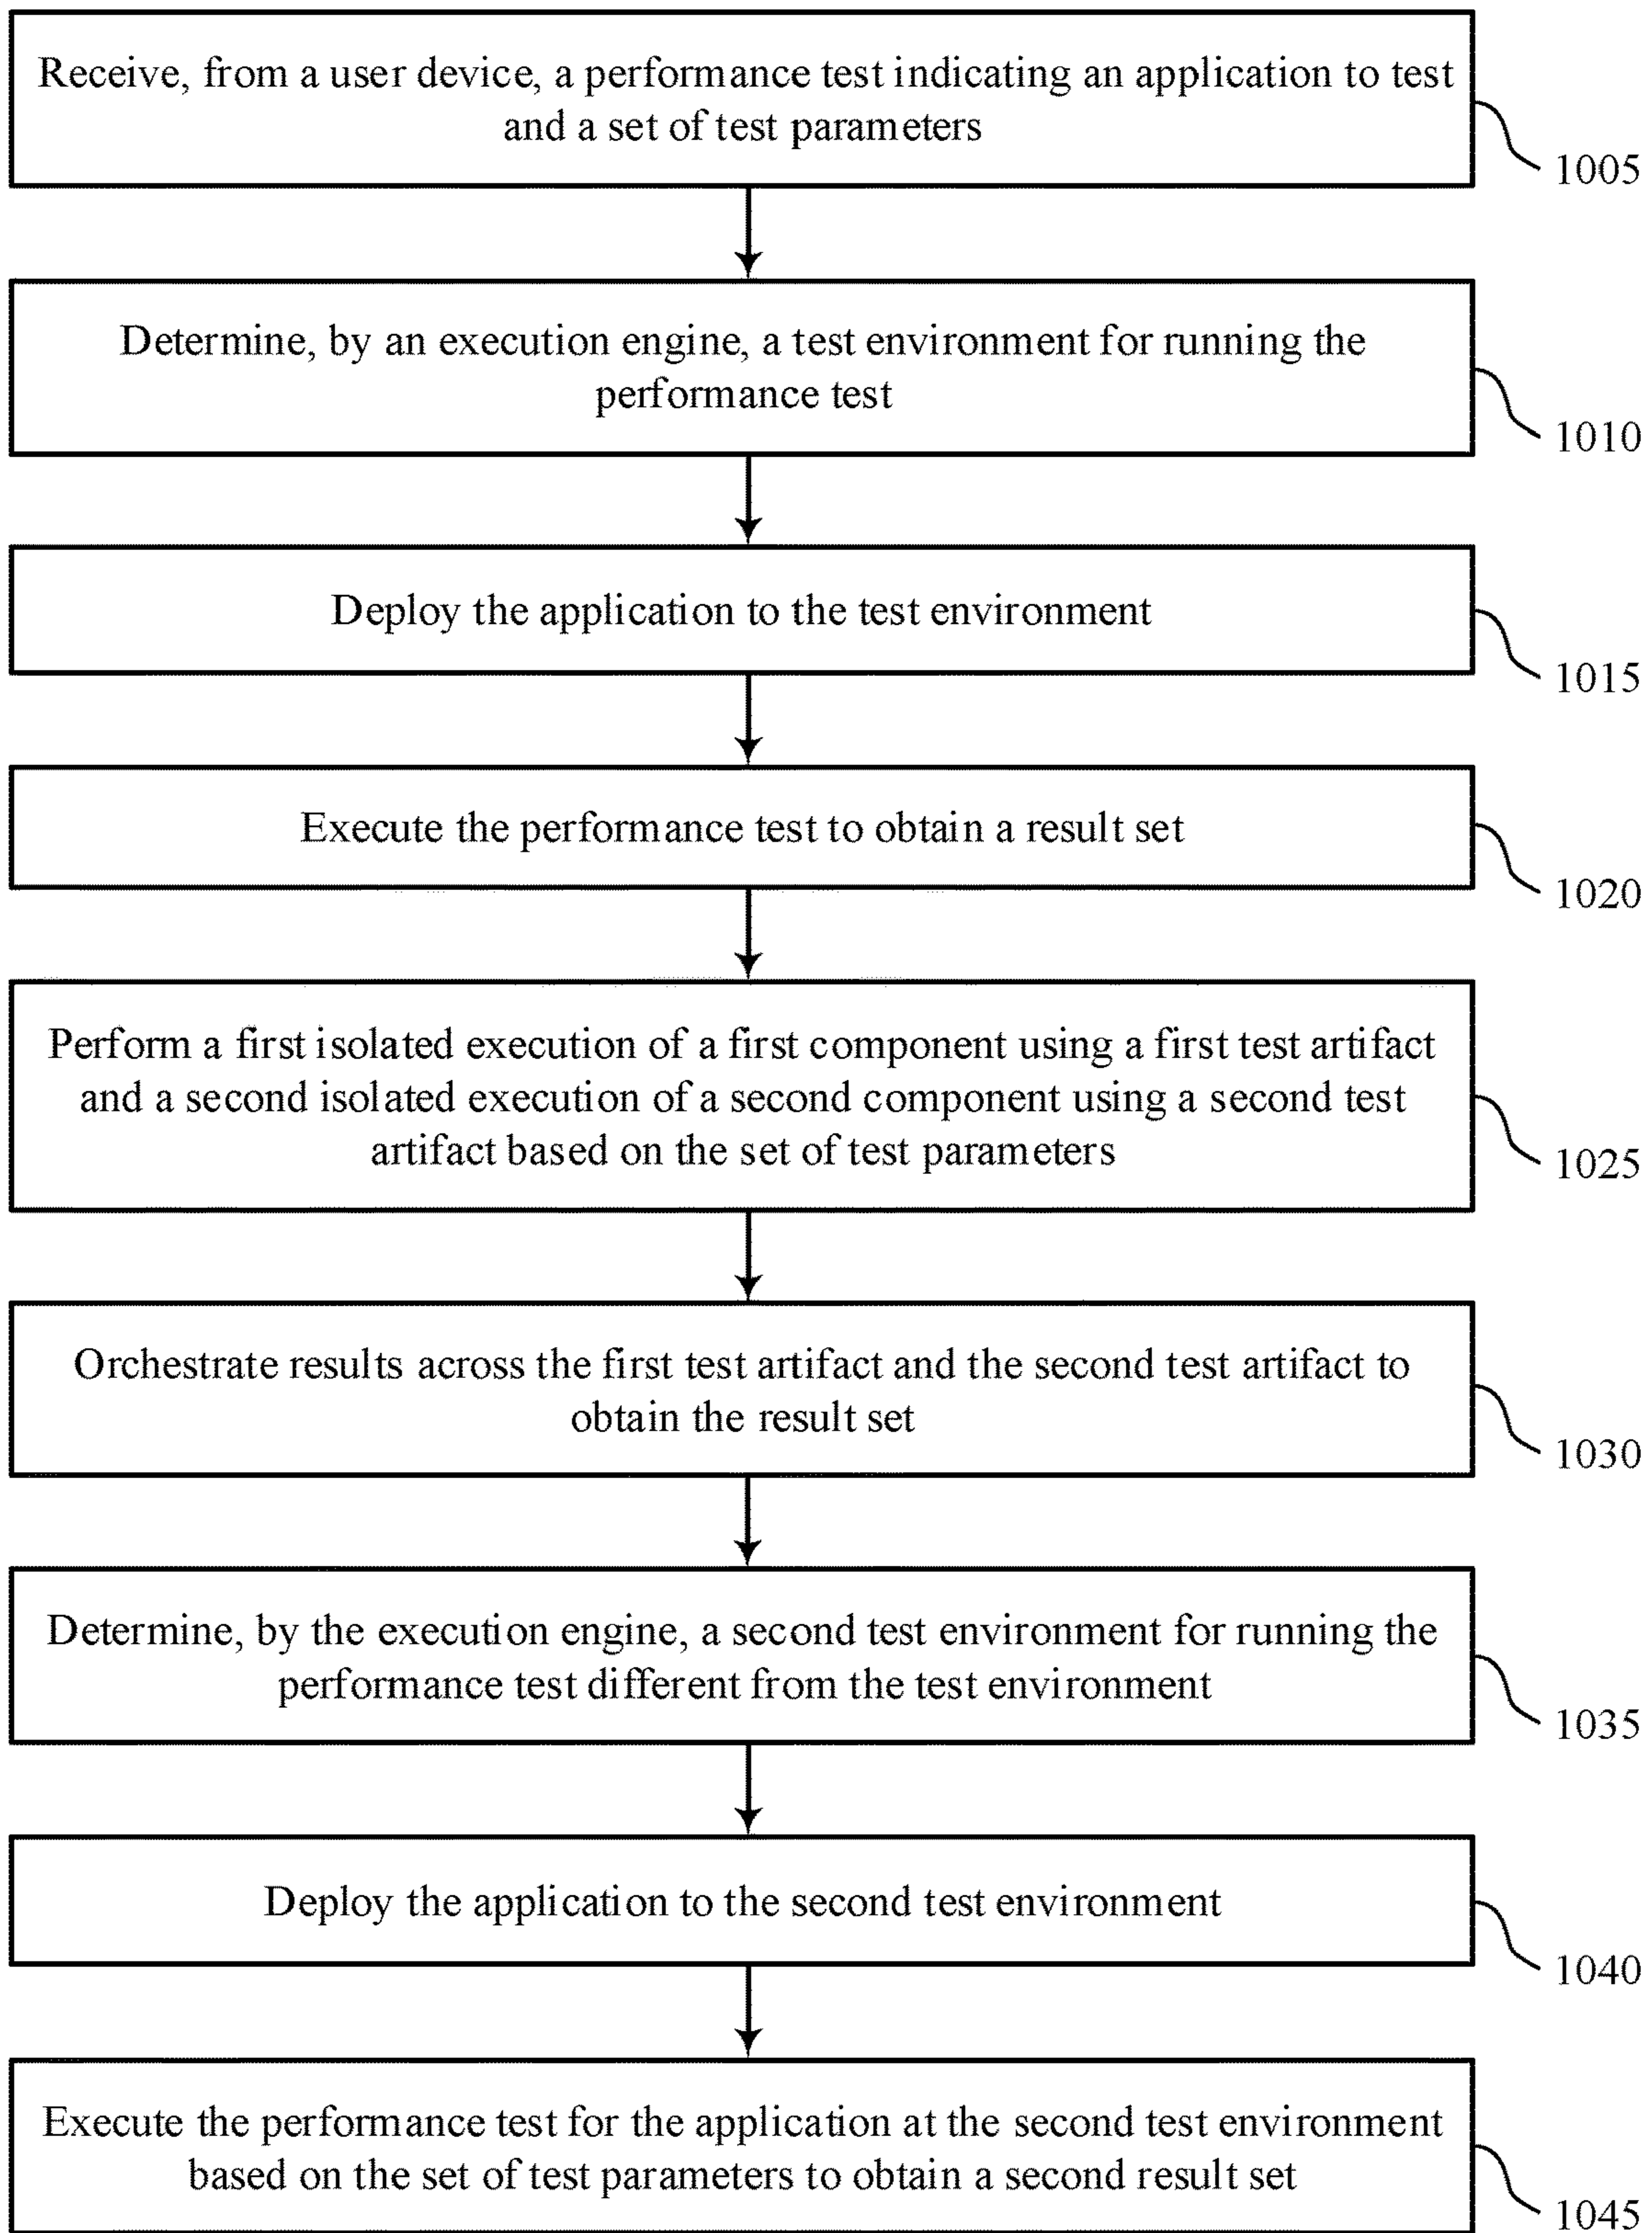 Receive, from a user device, a performance test indicating an application to test
and a set of test parameters
1005
Determine, by an execution engine, a test environment for running the
performance test
1010
Deploy the application to the test environment
1015
Execute the performance test to obtain a result set
1020
Perform a first isolated execution of a first component using a first test artifact
and a second isolated execution of a second component using a second test
artifact based on the set of test parameters
1025
Orchestrate results across the first test artifact and the second test artifact to
obtain the result set
1030
Determine, by the execution engine, a second test environment for running the
performance test different from the test environment
1035
Deploy the application to the second test environment
1040
Execute the performance test for the application at the second test environment
based on the set of test parameters to obtain a second result set
1045